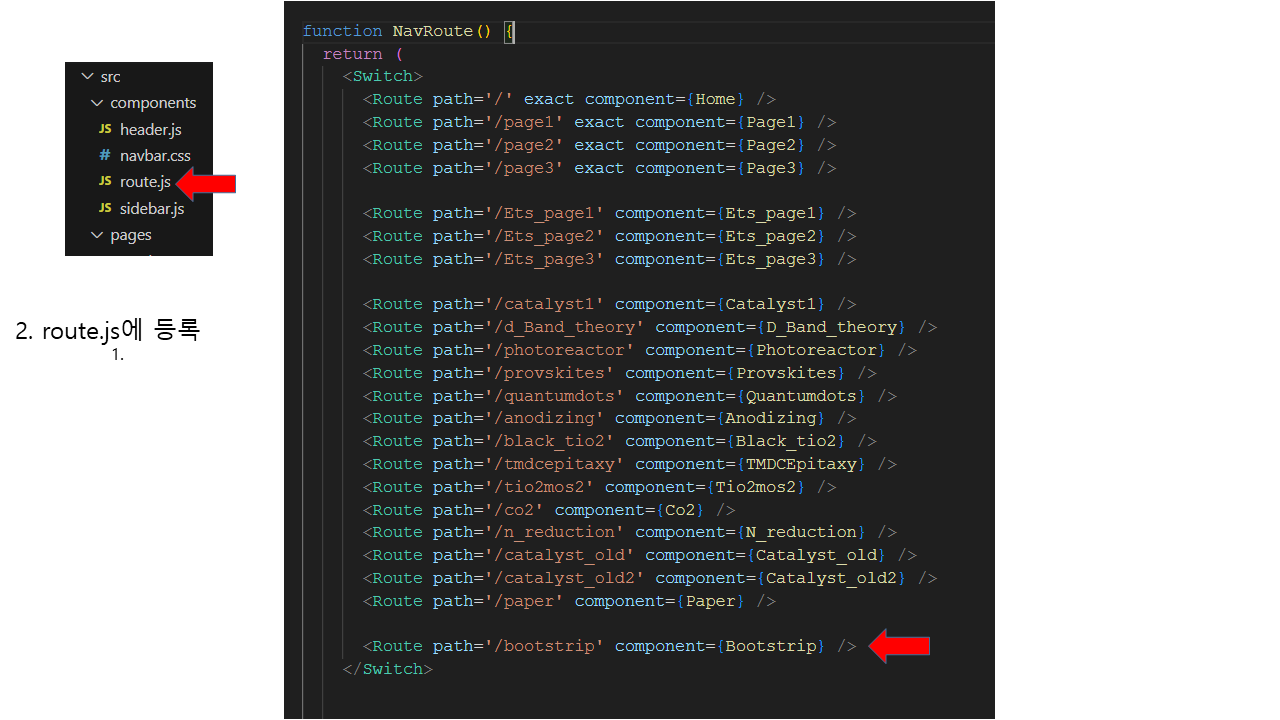 src
components
JS header.js
# navbar.css
JS route.js
JS sidebar.js
pages
2. route.js에 등록
1.
function NavRoute() {
return (
<Switch>
<Route path='/' exact component={Home} />
<Route path='/page1' exact component={Page1} />
<Route path='/page2' exact component={Page2} />
<Route path='/page3' exact component={Page3} />
<Route path='/Ets_page1' component={Ets_page1} />
<Route path='/Ets_page2' component={Ets_page2} />
<Route path='/Ets_page3' component={Ets_page3} />
<Route path='/catalyst1' component={Catalyst1} />
<Route path='/d_Band_theory' component={D_Band_theory} />
<Route path='/photoreactor' component={Photoreactor} />
<Route path='/provskites' component={Provskites} />
<Route path='/quantumdots' component={Quantumdots} />
<Route path='/anodizing' component={Anodizing} />
<Route path='/black_tio2' component={Black_tio2} />
<Route path='/tmdcepitaxy' component={TMDCEpitaxy} />
<Route path='/tio2mos2' component={Tio2mos2} />
<Route path='/co2' component={Co2} />
<Route path='/n_reduction' component={N_reduction} />
<Route path='/catalyst_old' component={Catalyst_old} />
<Route path='/catalyst_old2' component={Catalyst_old2} />
<Route path='/paper' component={Paper} />
<Route path='/bootstrip' component={Bootstrip} />
</Switch>